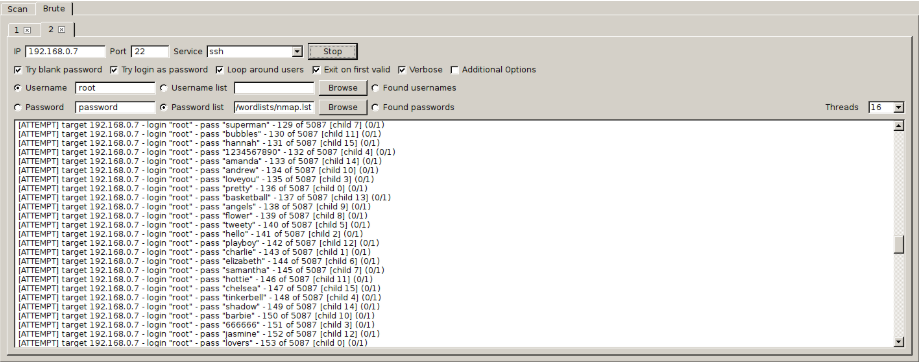 Scan Brute
1 2
IP 192.168.0.7 Port 22 Service ssh Stop
Try blank password Try login as password Loop around users Exit on first valid Verbose Additional Options
Username root Username list Browse Found usernames
Password password Password list /wordlists/nmap.lst Browse Found passwords Threads 16
[ATTEMPT] target 192.168.0.7 - login "root" - pass "superman" - 129 of 5087 [child 7] (0/1)
[ATTEMPT] target 192.168.0.7 - login "root" - pass "bubbles" - 130 of 5087 [child 11] (0/1)
[ATTEMPT] target 192.168.0.7 - login "root" - pass "hannah" - 131 of 5087 [child 15] (0/1)
[ATTEMPT] target 192.168.0.7 - login "root" - pass "1234567890" - 132 of 5087 [child 4] (0/1)
[ATTEMPT] target 192.168.0.7 - login "root" - pass "amanda" - 133 of 5087 [child 14] (0/1)
[ATTEMPT] target 192.168.0.7 - login "root" - pass "andrew" - 134 of 5087 [child 10] (0/1)
[ATTEMPT] target 192.168.0.7 - login "root" - pass "loveyou" - 135 of 5087 [child 3] (0/1)
[ATTEMPT] target 192.168.0.7 - login "root" - pass "pretty" - 136 of 5087 [child 0] (0/1)
[ATTEMPT] target 192.168.0.7 - login "root" - pass "basketball" - 137 of 5087 [child 13] (0/1)
[ATTEMPT] target 192.168.0.7 - login "root" - pass "angels" - 138 of 5087 [child 9] (0/1)
[ATTEMPT] target 192.168.0.7 - login "root" - pass "flower" - 139 of 5087 [child 8] (0/1)
[ATTEMPT] target 192.168.0.7 - login "root" - pass "tweety" - 140 of 5087 [child 5] (0/1)
[ATTEMPT] target 192.168.0.7 - login "root" - pass "hello" - 141 of 5087 [child 2] (0/1)
[ATTEMPT] target 192.168.0.7 - login "root" - pass "playboy" - 142 of 5087 [child 12] (0/1)
[ATTEMPT] target 192.168.0.7 - login "root" - pass "charlie" - 143 of 5087 [child 1] (0/1)
[ATTEMPT] target 192.168.0.7 - login "root" - pass "elizabeth" - 144 of 5087 [child 6] (0/1)
[ATTEMPT] target 192.168.0.7 - login "root" - pass "samantha" - 145 of 5087 [child 7] (0/1)
[ATTEMPT] target 192.168.0.7 - login "root" - pass "hottie" - 146 of 5087 [child 11] (0/1)
[ATTEMPT] target 192.168.0.7 - login "root" - pass "chelsea" - 147 of 5087 [child 15] (0/1)
[ATTEMPT] target 192.168.0.7 - login "root" - pass "tinkerbell" - 148 of 5087 [child 4] (0/1)
[ATTEMPT] target 192.168.0.7 - login "root" - pass "shadow" - 149 of 5087 [child 14] (0/1)
[ATTEMPT] target 192.168.0.7 - login "root" - pass "barbie" - 150 of 5087 [child 10] (0/1)
[ATTEMPT] target 192.168.0.7 - login "root" - pass "666666" - 151 of 5087 [child 3] (0/1)
[ATTEMPT] target 192.168.0.7 - login "root" - pass "jasmine" - 152 of 5087 [child 12] (0/1)
[ATTEMPT] target 192.168.0.7 - login "root" - pass "lovers" - 153 of 5087 [child 0] (0/1)